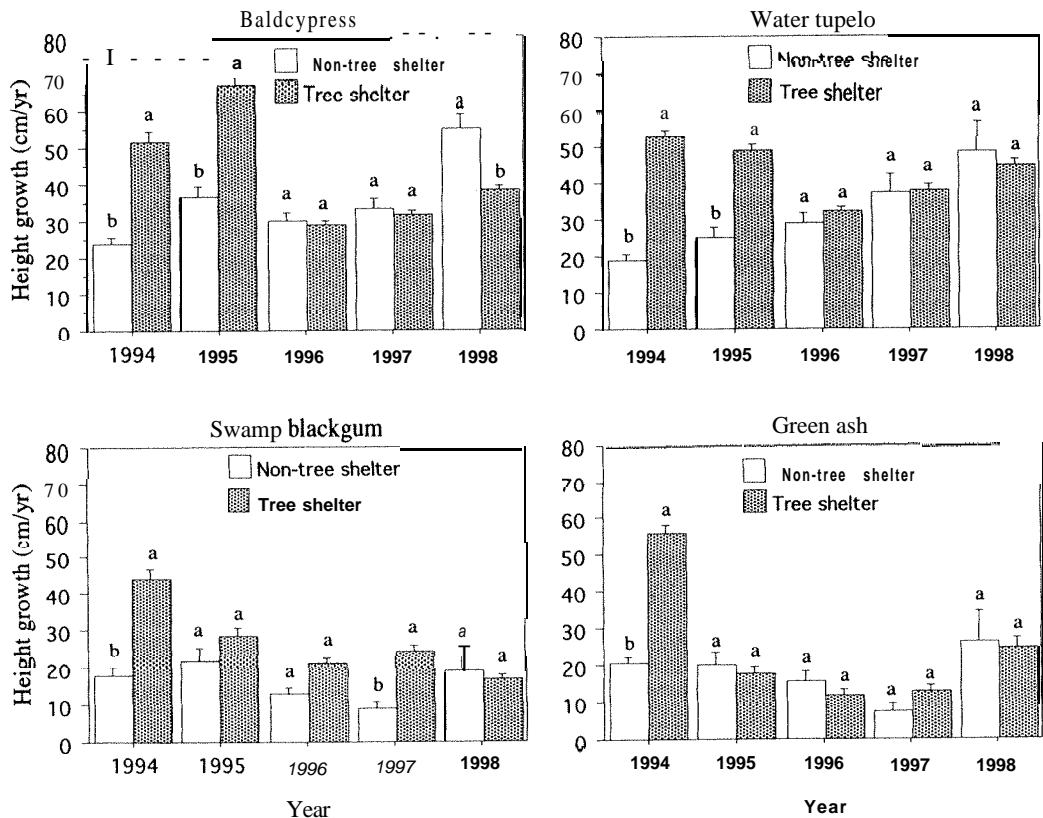 Baldcypress
80
70
60
50
40
30
20
10
0
Height growth (cm/yr)
I
Non-tree shelter
Tree shelter
b a
b a
a a
a a
a b
1994 1995 1996 1997 1998
Water tupelo
80
70
60
50
40
30
20
10
0
Non-tree shelter
Tree shelter
b a
b a
a a
a a
a a
1994 1995 1996 1997 1998
Swamp blackgum
80
70
60
50
40
30
20
10
0
Height growth (cm/yr)
Non-tree shelter
Tree shelter
b a
a a
a a
b a
a a
1994 1995 1996 1997 1998
Year
Green ash
80
70
60
50
40
30
20
10
0
Non-tree shelter
Tree shelter
b a
a a
a a
a a
a a
1994 1995 1996 1997 1998
Year